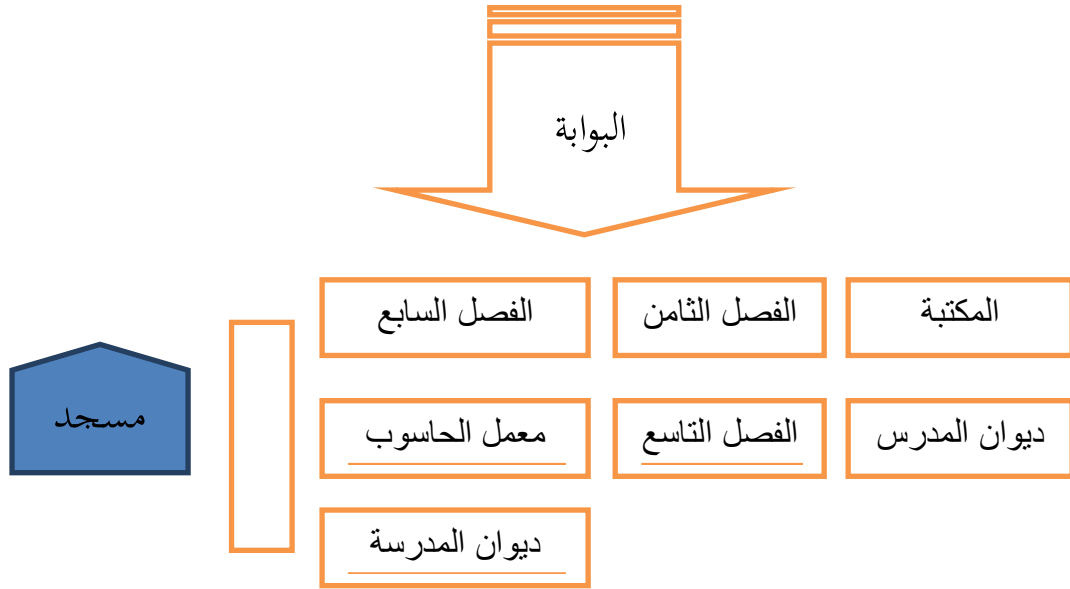 البوابة
المكتبة
الفصل الثامن
الفصل السابع
ديوان المدرس
الفصل التاسع
معمل الحاسوب
مسجد
ديوان المدرسة